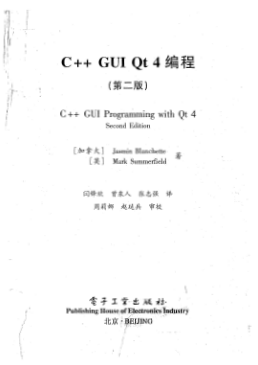 C++ GUI Qt 4 编程
(第二版)
C++ GUI Programming with Qt 4
Second Edition
[加拿大] Jasmin Blanchette
[英] Mark Summerfield 著
闫锋欣 曾泉人 张志强 译
周莉娜 赵延兵 审校
电子工业出版社
Publishing House of Electronics Industry
北京·BEIJING